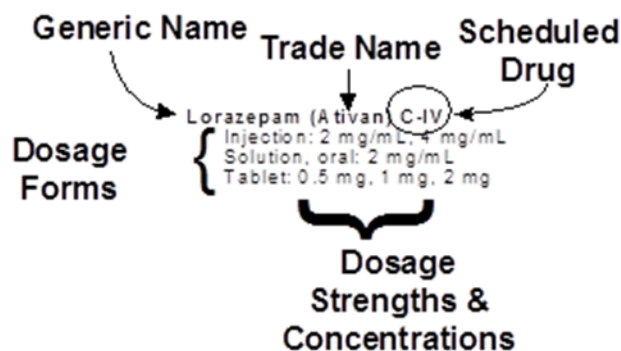 Generic Name
Trade Name
Scheduled
Drug
Lorazepam (Ativan) C-IV
Dosage
Forms
{ Injection: 2 mg/mL, 4 mg/mL
Solution, oral: 2 mg/mL
Tablet: 0.5 mg, 1 mg, 2 mg
Dosage
Strengths &
Concentrations